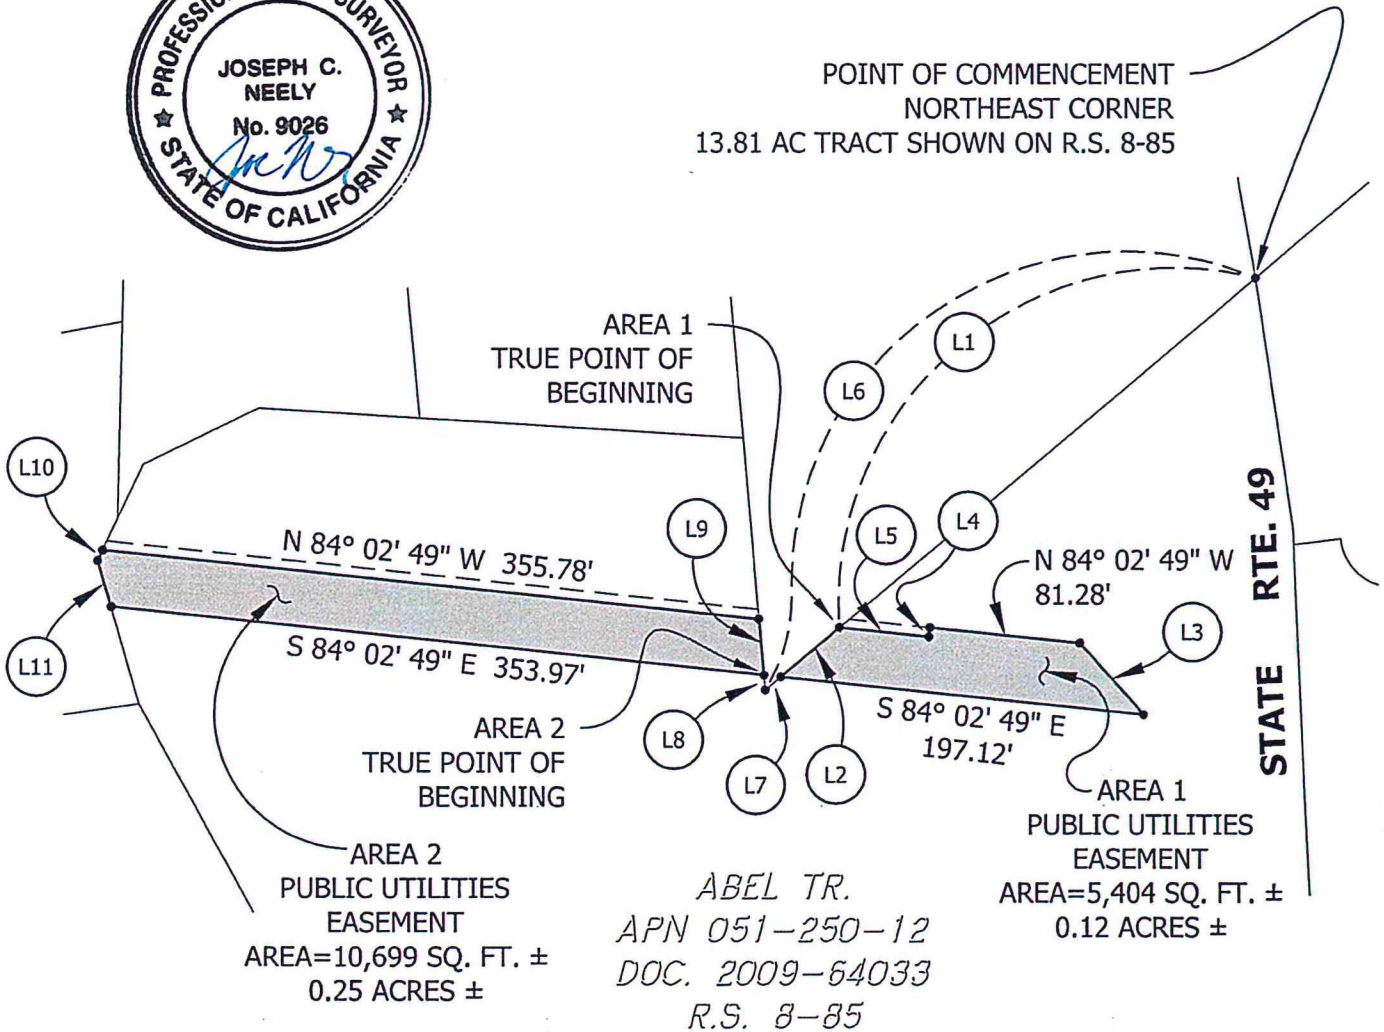 PROFESSIONAL SURVEYOR
JOSEPH C.
NEELY
No. 9026
STATE OF CALIFORNIA
POINT OF COMMENCEMENT
NORTHEAST CORNER
13.81 AC TRACT SHOWN ON R.S. 8-85
AREA 1
TRUE POINT OF
BEGINNING
L1
L6
L10
L9
L5
L4
N 84° 02' 49" W 355.78'
N 84° 02' 49" W
81.28'
STATE RTE. 49
L3
L11
S 84° 02' 49" E 353.97'
S 84° 02' 49" E
197.12'
AREA 2
TRUE POINT OF
BEGINNING
L8
L7
L2
AREA 1
PUBLIC UTILITIES
EASEMENT
AREA=5,404 SQ. FT. ±
0.12 ACRES ±
AREA 2
PUBLIC UTILITIES
EASEMENT
AREA=10,699 SQ. FT. ±
0.25 ACRES ±
ABEL TR.
APN 051-250-12
DOC. 2009-64033
R.S. 8-85